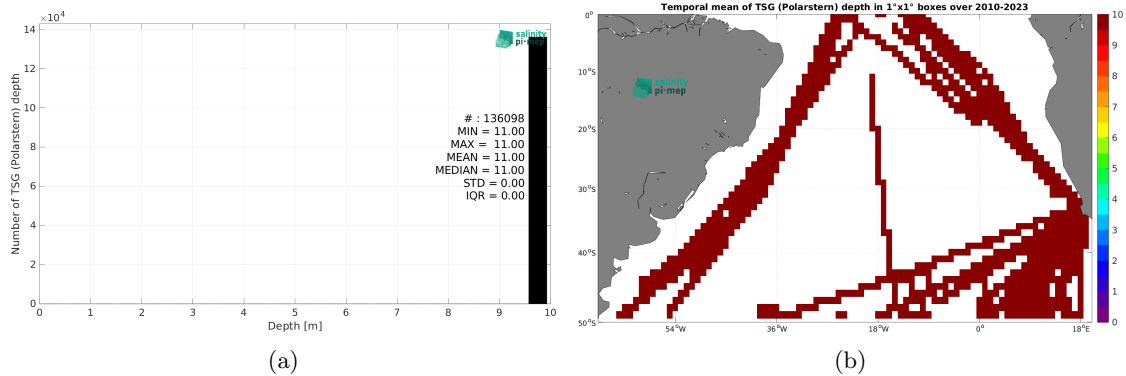 ×10⁴
14
12
10
8
6
4
2
0
Number of TSG (Polarstern) depth
salinity
pi-mep
# : 136098
MIN = 11.00
MAX = 11.00
MEAN = 11.00
MEDIAN = 11.00
STD = 0.00
IQR = 0.00
0 1 2 3 4 5 6 7 8 9 10
Depth [m]
(a)
Temporal mean of TSG (Polarstern) depth in 1°x1° boxes over 2010-2023
0°
10°S
20°S
30°S
40°S
50°S
salinity
pi-mep
54°W 36°W 18°W 0° 18°E
10
9
8
7
6
5
4
3
2
1
0
(b)